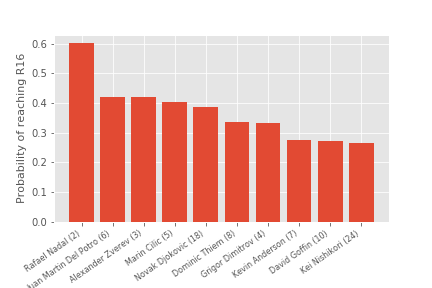 Probability of reaching R16
0.6
0.5
0.4
0.3
0.2
0.1
0.0
Rafael Nadal (2)
Juan Martin Del Potro (6)
Alexander Zverev (3)
Marin Cilic (5)
Novak Djokovic (18)
Dominic Thiem (8)
Grigor Dimitrov (4)
Kevin Anderson (7)
David Goffin (10)
Kei Nishikori (24)